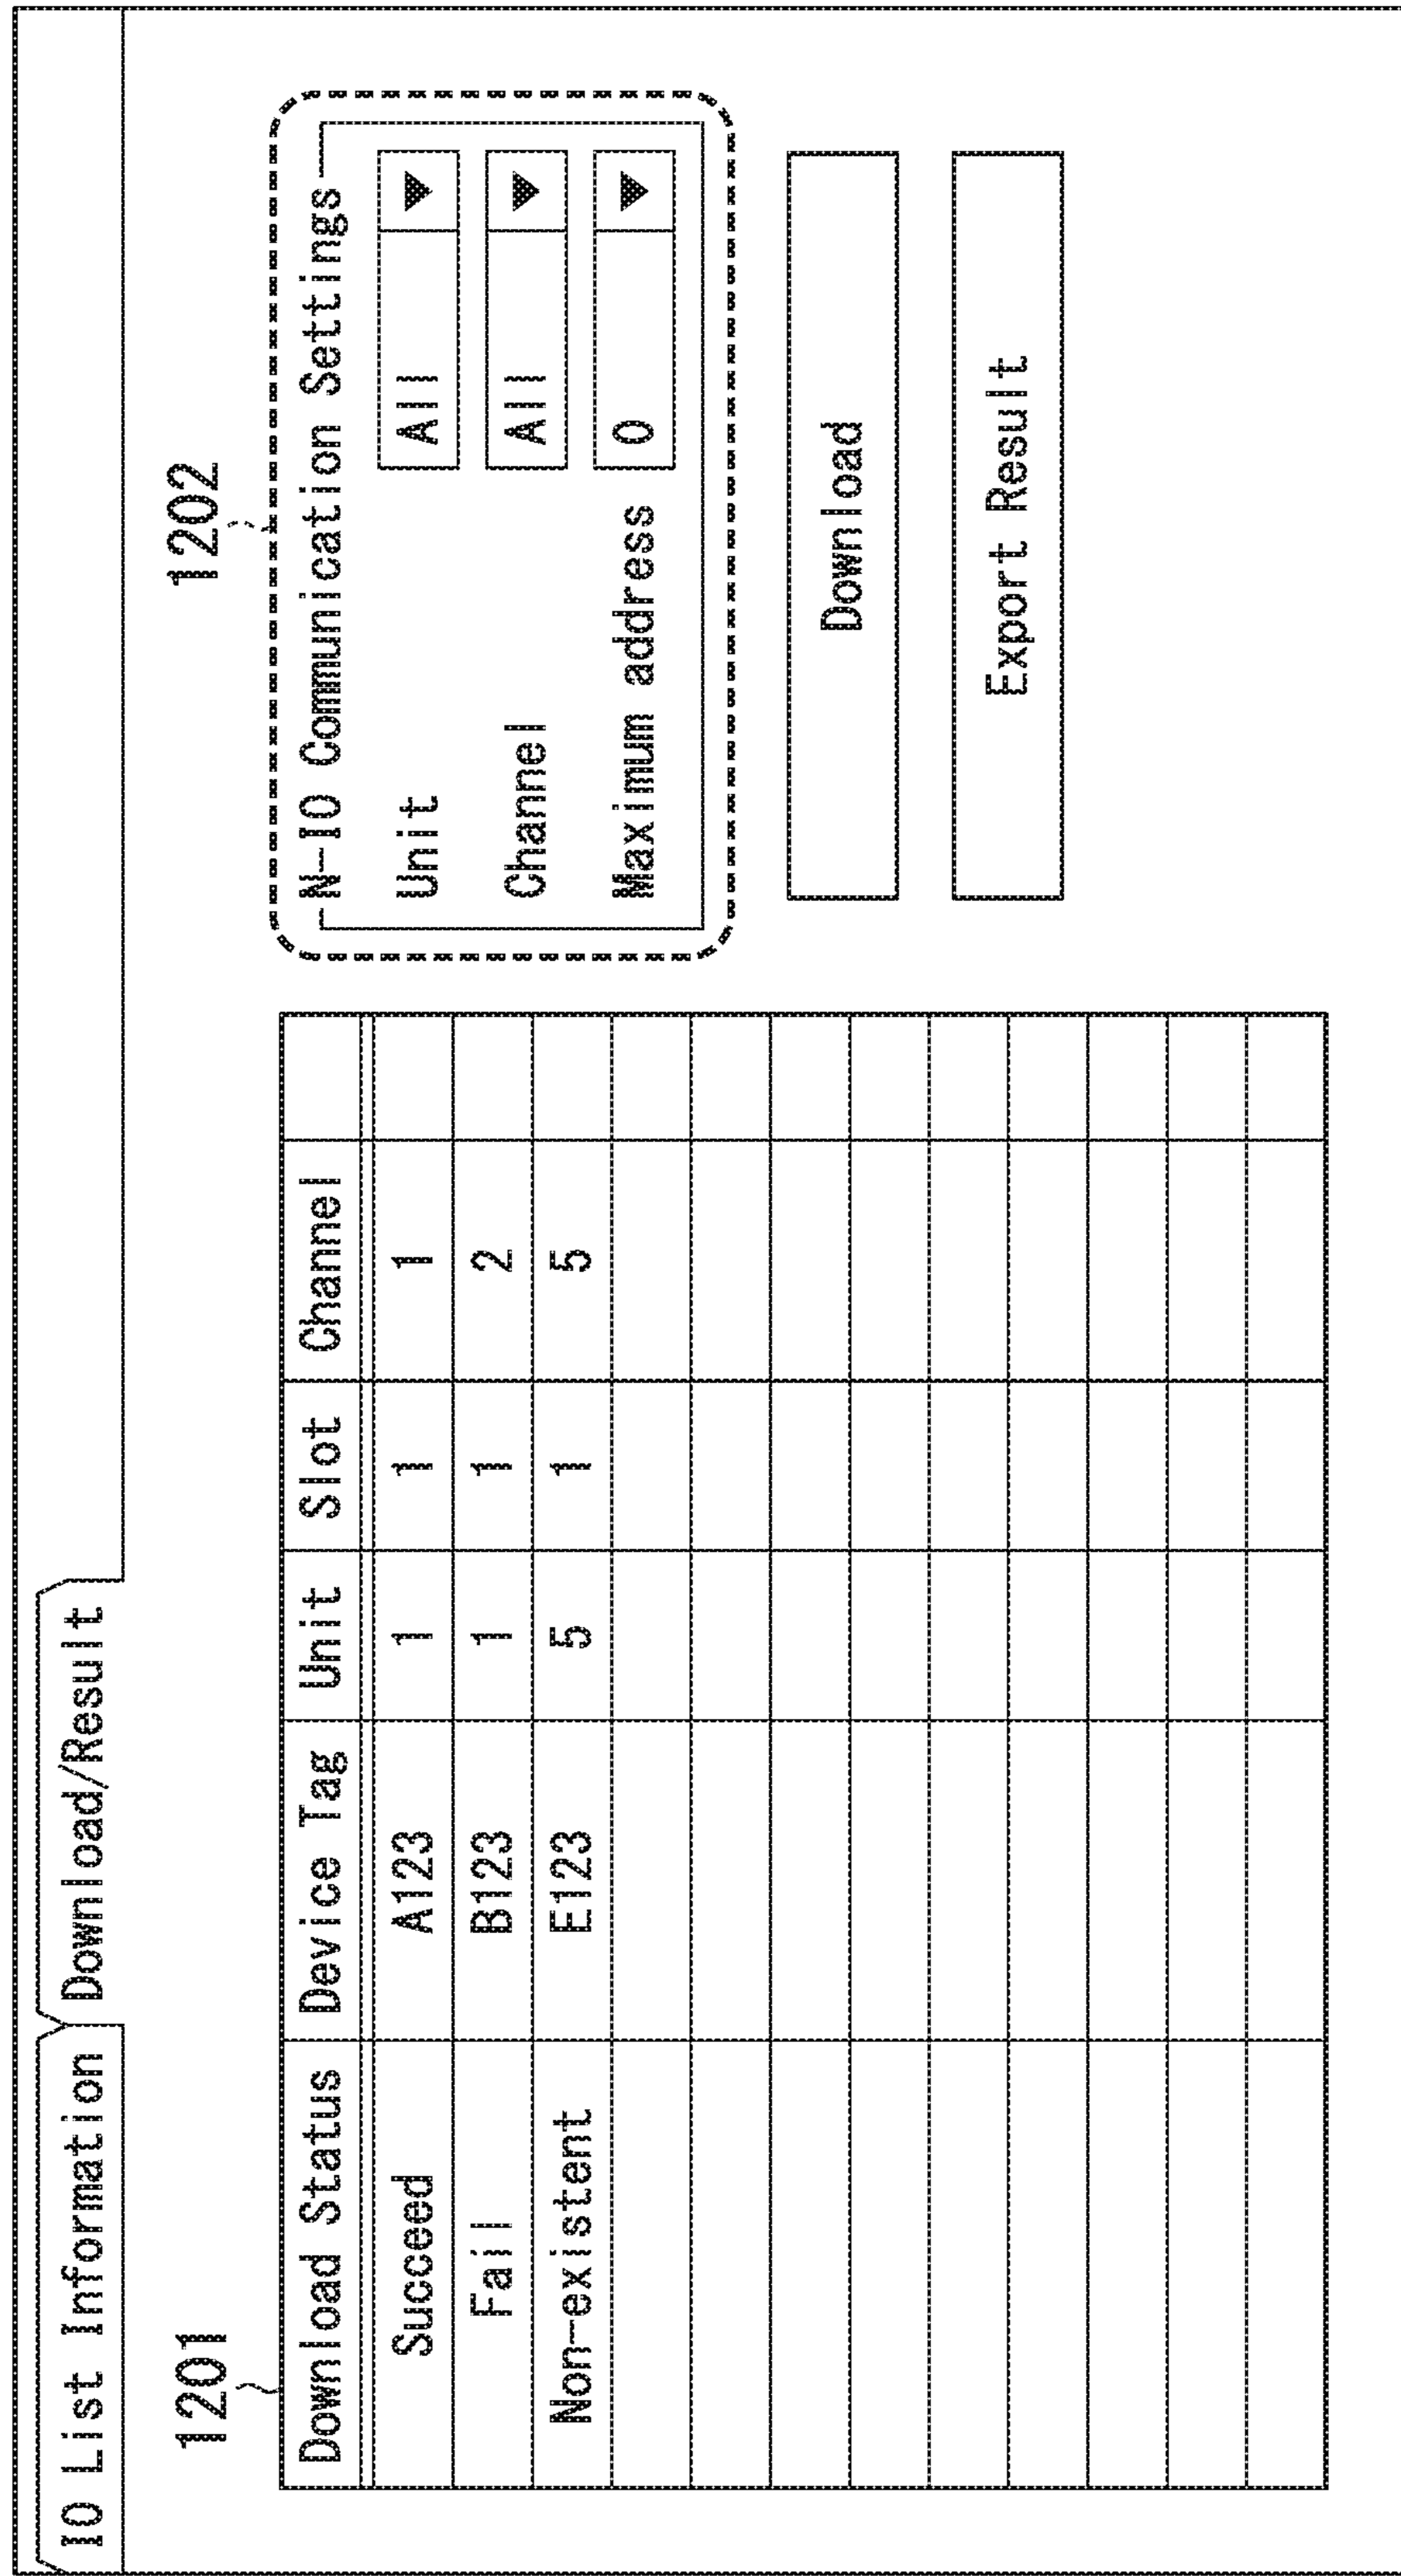 IO List Information Download/Result
1201
Download Status Device Tag Unit Slot Channel
Succeed A123 1 1 1
Fail B123 1 1 2
Non-existent E123 5 1 5
1202
N-IO Communication Settings
Unit All
Channel All
Maximum address 0
Download
Export Result